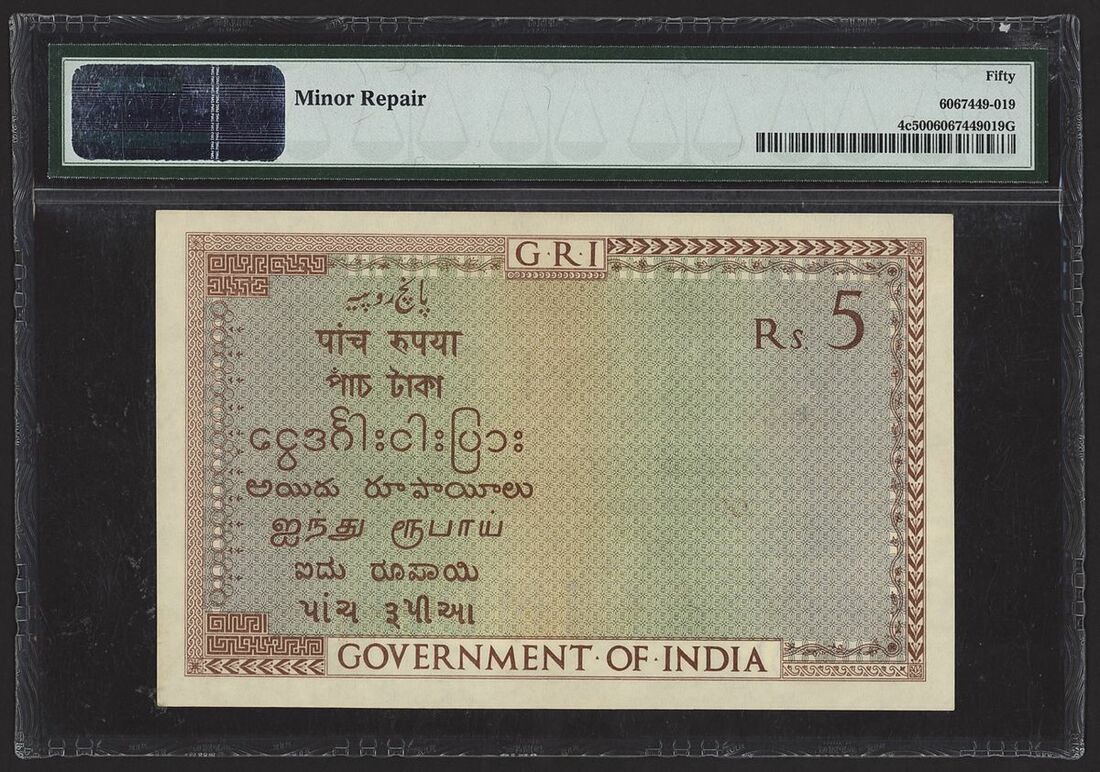 Minor Repair
Fifty
6067449-019
4c5006067449019G
G·R·I
Rs. 5
پانچ روپیہ
पांच रुपया
পাঁচ টাকা
ငွေဒင်္ဂါးငါးပြား
అయిదు రూపాయీలు
ஐந்து ரூபாய்
ಐದು ರೂಪಾಯಿ
પાંચ રૂપીઆ
GOVERNMENT·OF·INDIA